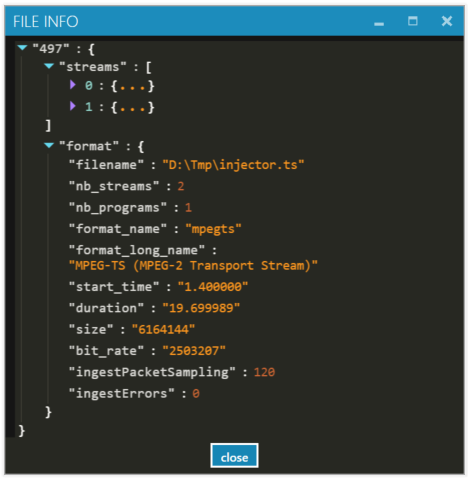 FILE INFO
"497" : {
"streams" : [
0 : {...}
1 : {...}
]
"format" : {
"filename" : "D:\Tmp\injector.ts"
"nb_streams" : 2
"nb_programs" : 1
"format_name" : "mpegts"
"format_long_name" :
"MPEG-TS (MPEG-2 Transport Stream)"
"start_time" : "1.400000"
"duration" : "19.699989"
"size" : "6164144"
"bit_rate" : "2503207"
"ingestPacketSampling" : 120
"ingestErrors" : 0
}
}
close